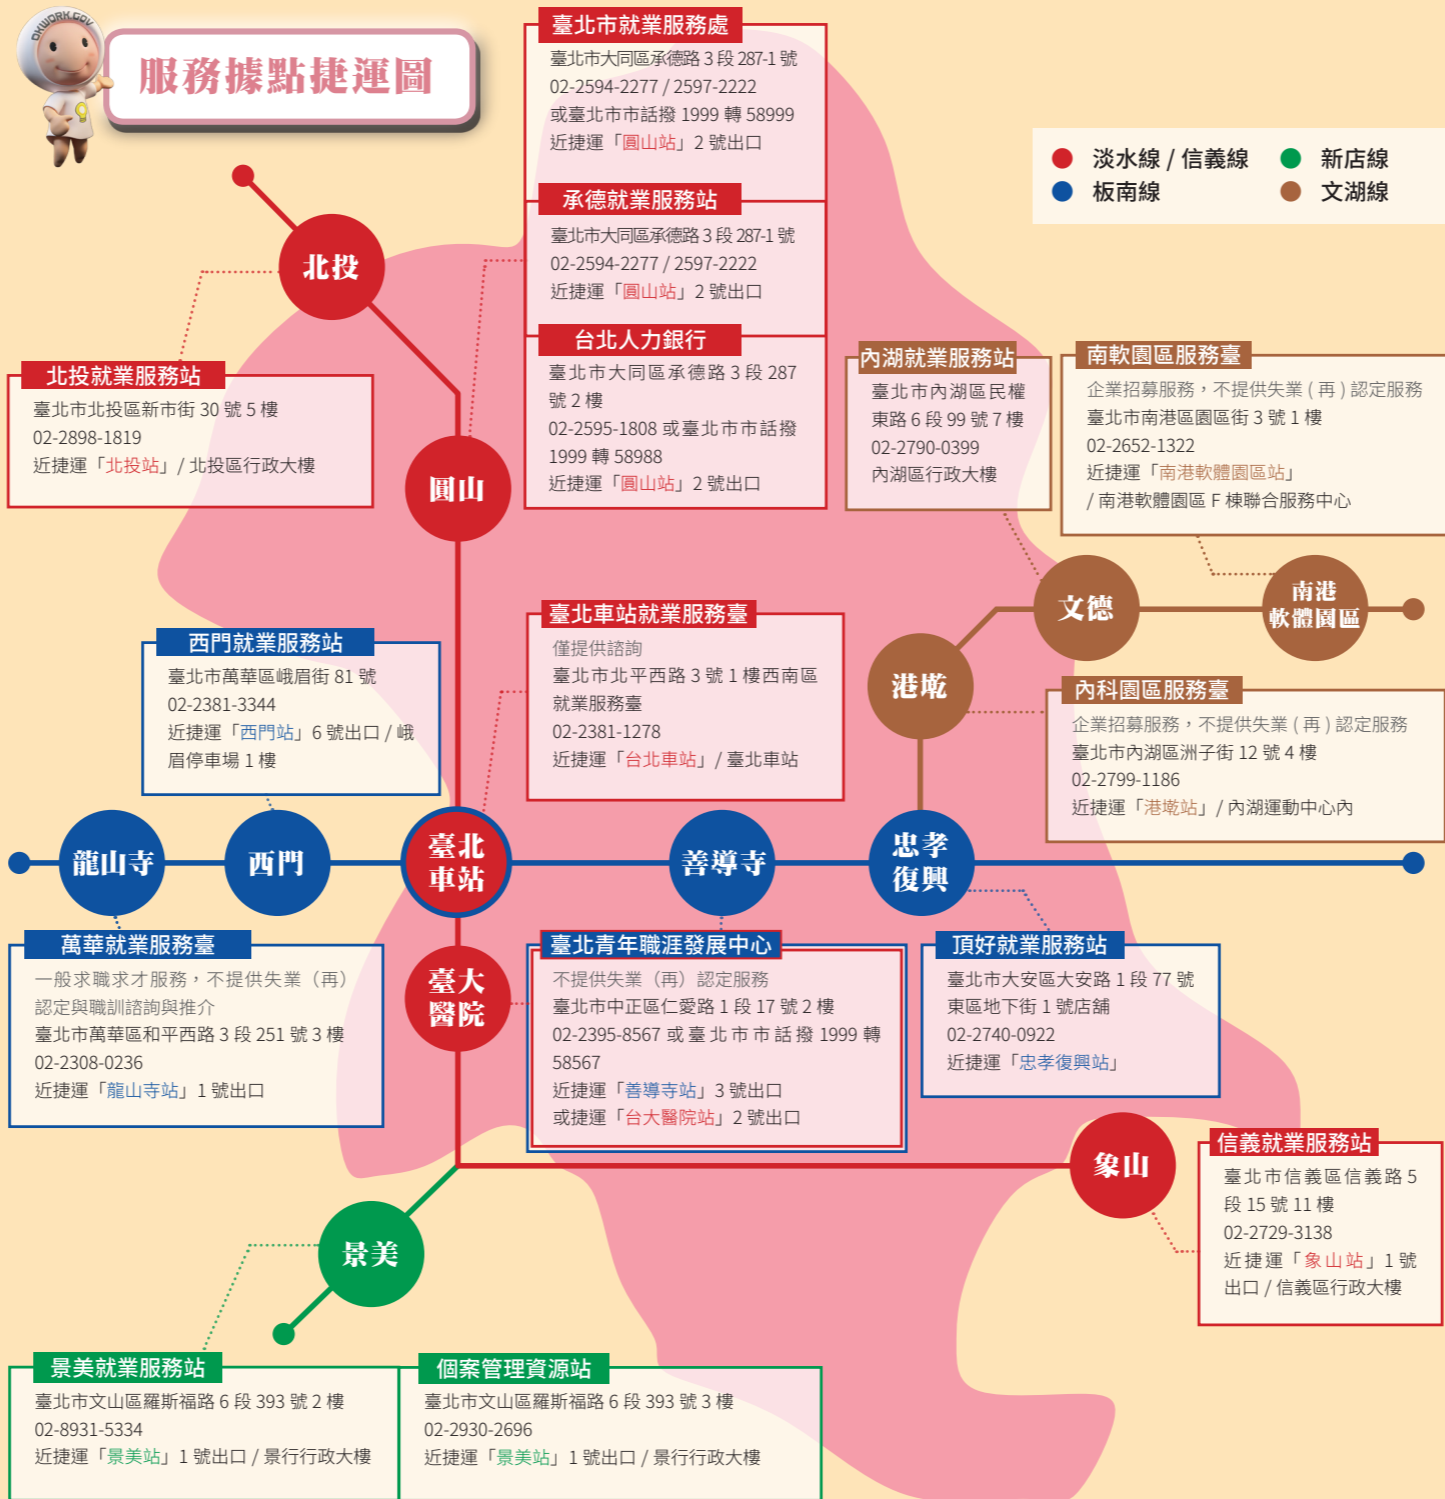 OKWORK.GOV
服務據點捷運圖
淡水線 / 信義線
新店線
板南線
文湖線
臺北市就業服務處
臺北市大同區承德路 3 段 287-1 號
02-2594-2277 / 2597-2222
或臺北市市話撥 1999 轉 58999
近捷運「圓山站」2 號出口
承德就業服務站
臺北市大同區承德路 3 段 287-1 號
02-2594-2277 / 2597-2222
近捷運「圓山站」2 號出口
台北人力銀行
臺北市大同區承德路 3 段 287
號 2 樓
02-2595-1808 或臺北市市話撥
1999 轉 58988
近捷運「圓山站」2 號出口
北投
北投就業服務站
臺北市北投區新市街 30 號 5 樓
02-2898-1819
近捷運「北投站」/ 北投區行政大樓
圓山
內湖就業服務站
臺北市內湖區民權
東路 6 段 99 號 7 樓
02-2790-0399
內湖區行政大樓
南軟園區服務臺
企業招募服務，不提供失業 ( 再 ) 認定服務
臺北市南港區園區街 3 號 1 樓
02-2652-1322
近捷運「南港軟體園區站」
/ 南港軟體園區 F 棟聯合服務中心
文德
南港
軟體園區
港墘
西門就業服務站
臺北市萬華區峨眉街 81 號
02-2381-3344
近捷運「西門站」6 號出口 / 峨
眉停車場 1 樓
臺北車站就業服務臺
僅提供諮詢
臺北市北平西路 3 號 1 樓西南區
就業服務臺
02-2381-1278
近捷運「台北車站」/ 臺北車站
內科園區服務臺
企業招募服務，不提供失業 ( 再 ) 認定服務
臺北市內湖區洲子街 12 號 4 樓
02-2799-1186
近捷運「港墘站」/ 內湖運動中心內
龍山寺
西門
臺北
車站
善導寺
忠孝
復興
萬華就業服務臺
一般求職求才服務，不提供失業（再）
認定與職訓諮詢與推介
臺北市萬華區和平西路 3 段 251 號 3 樓
02-2308-0236
近捷運「龍山寺站」1 號出口
臺大
醫院
臺北青年職涯發展中心
不提供失業（再）認定服務
臺北市中正區仁愛路 1 段 17 號 2 樓
02-2395-8567 或臺北市市話撥 1999 轉
58567
近捷運「善導寺站」3 號出口
或捷運「台大醫院站」2 號出口
頂好就業服務站
臺北市大安區大安路 1 段 77 號
東區地下街 1 號店舖
02-2740-0922
近捷運「忠孝復興站」
象山
信義就業服務站
臺北市信義區信義路 5
段 15 號 11 樓
02-2729-3138
近捷運「象山站」1 號
出口 / 信義區行政大樓
景美
景美就業服務站
臺北市文山區羅斯福路 6 段 393 號 2 樓
02-8931-5334
近捷運「景美站」1 號出口 / 景行行政大樓
個案管理資源站
臺北市文山區羅斯福路 6 段 393 號 3 樓
02-2930-2696
近捷運「景美站」1 號出口 / 景行行政大樓